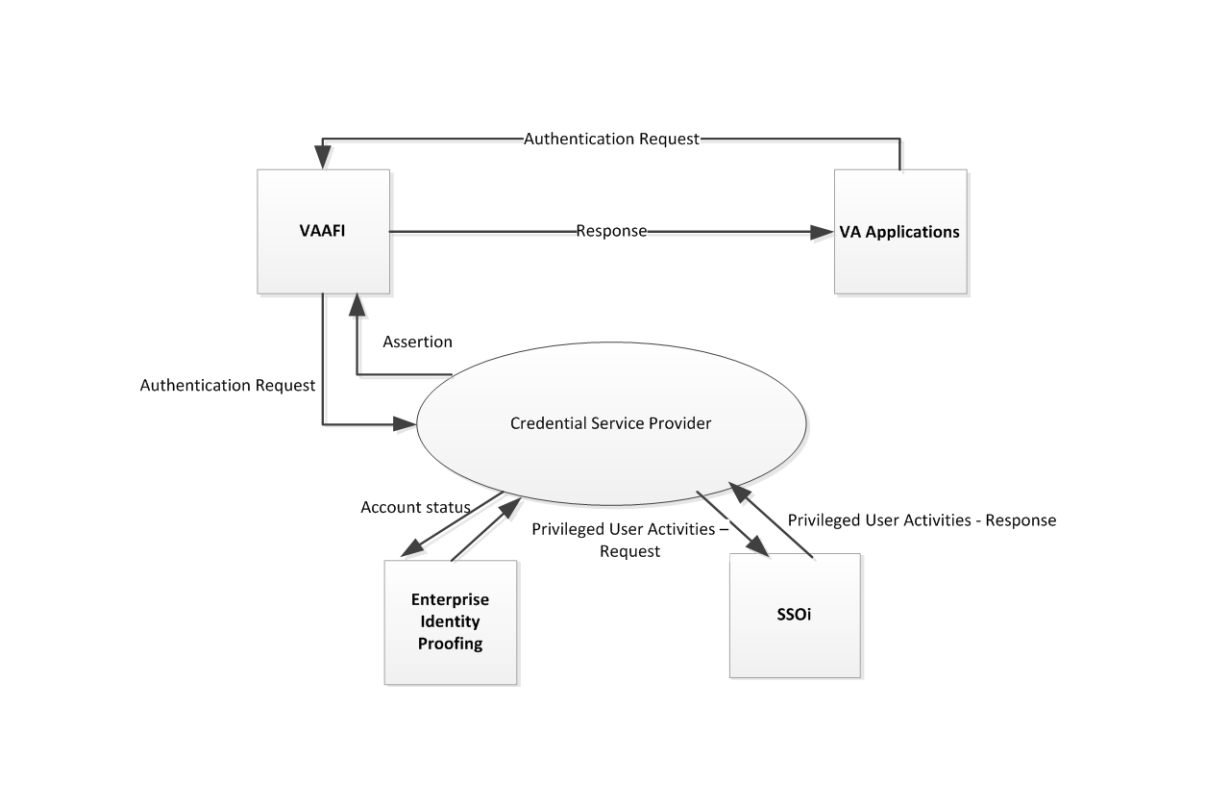 Authentication Request
VAAFI
Response
VA Applications
Assertion
Authentication Request
Credential Service Provider
Account status
Privileged User Activities –
Request
Privileged User Activities - Response
Enterprise
Identity
Proofing
SSOi